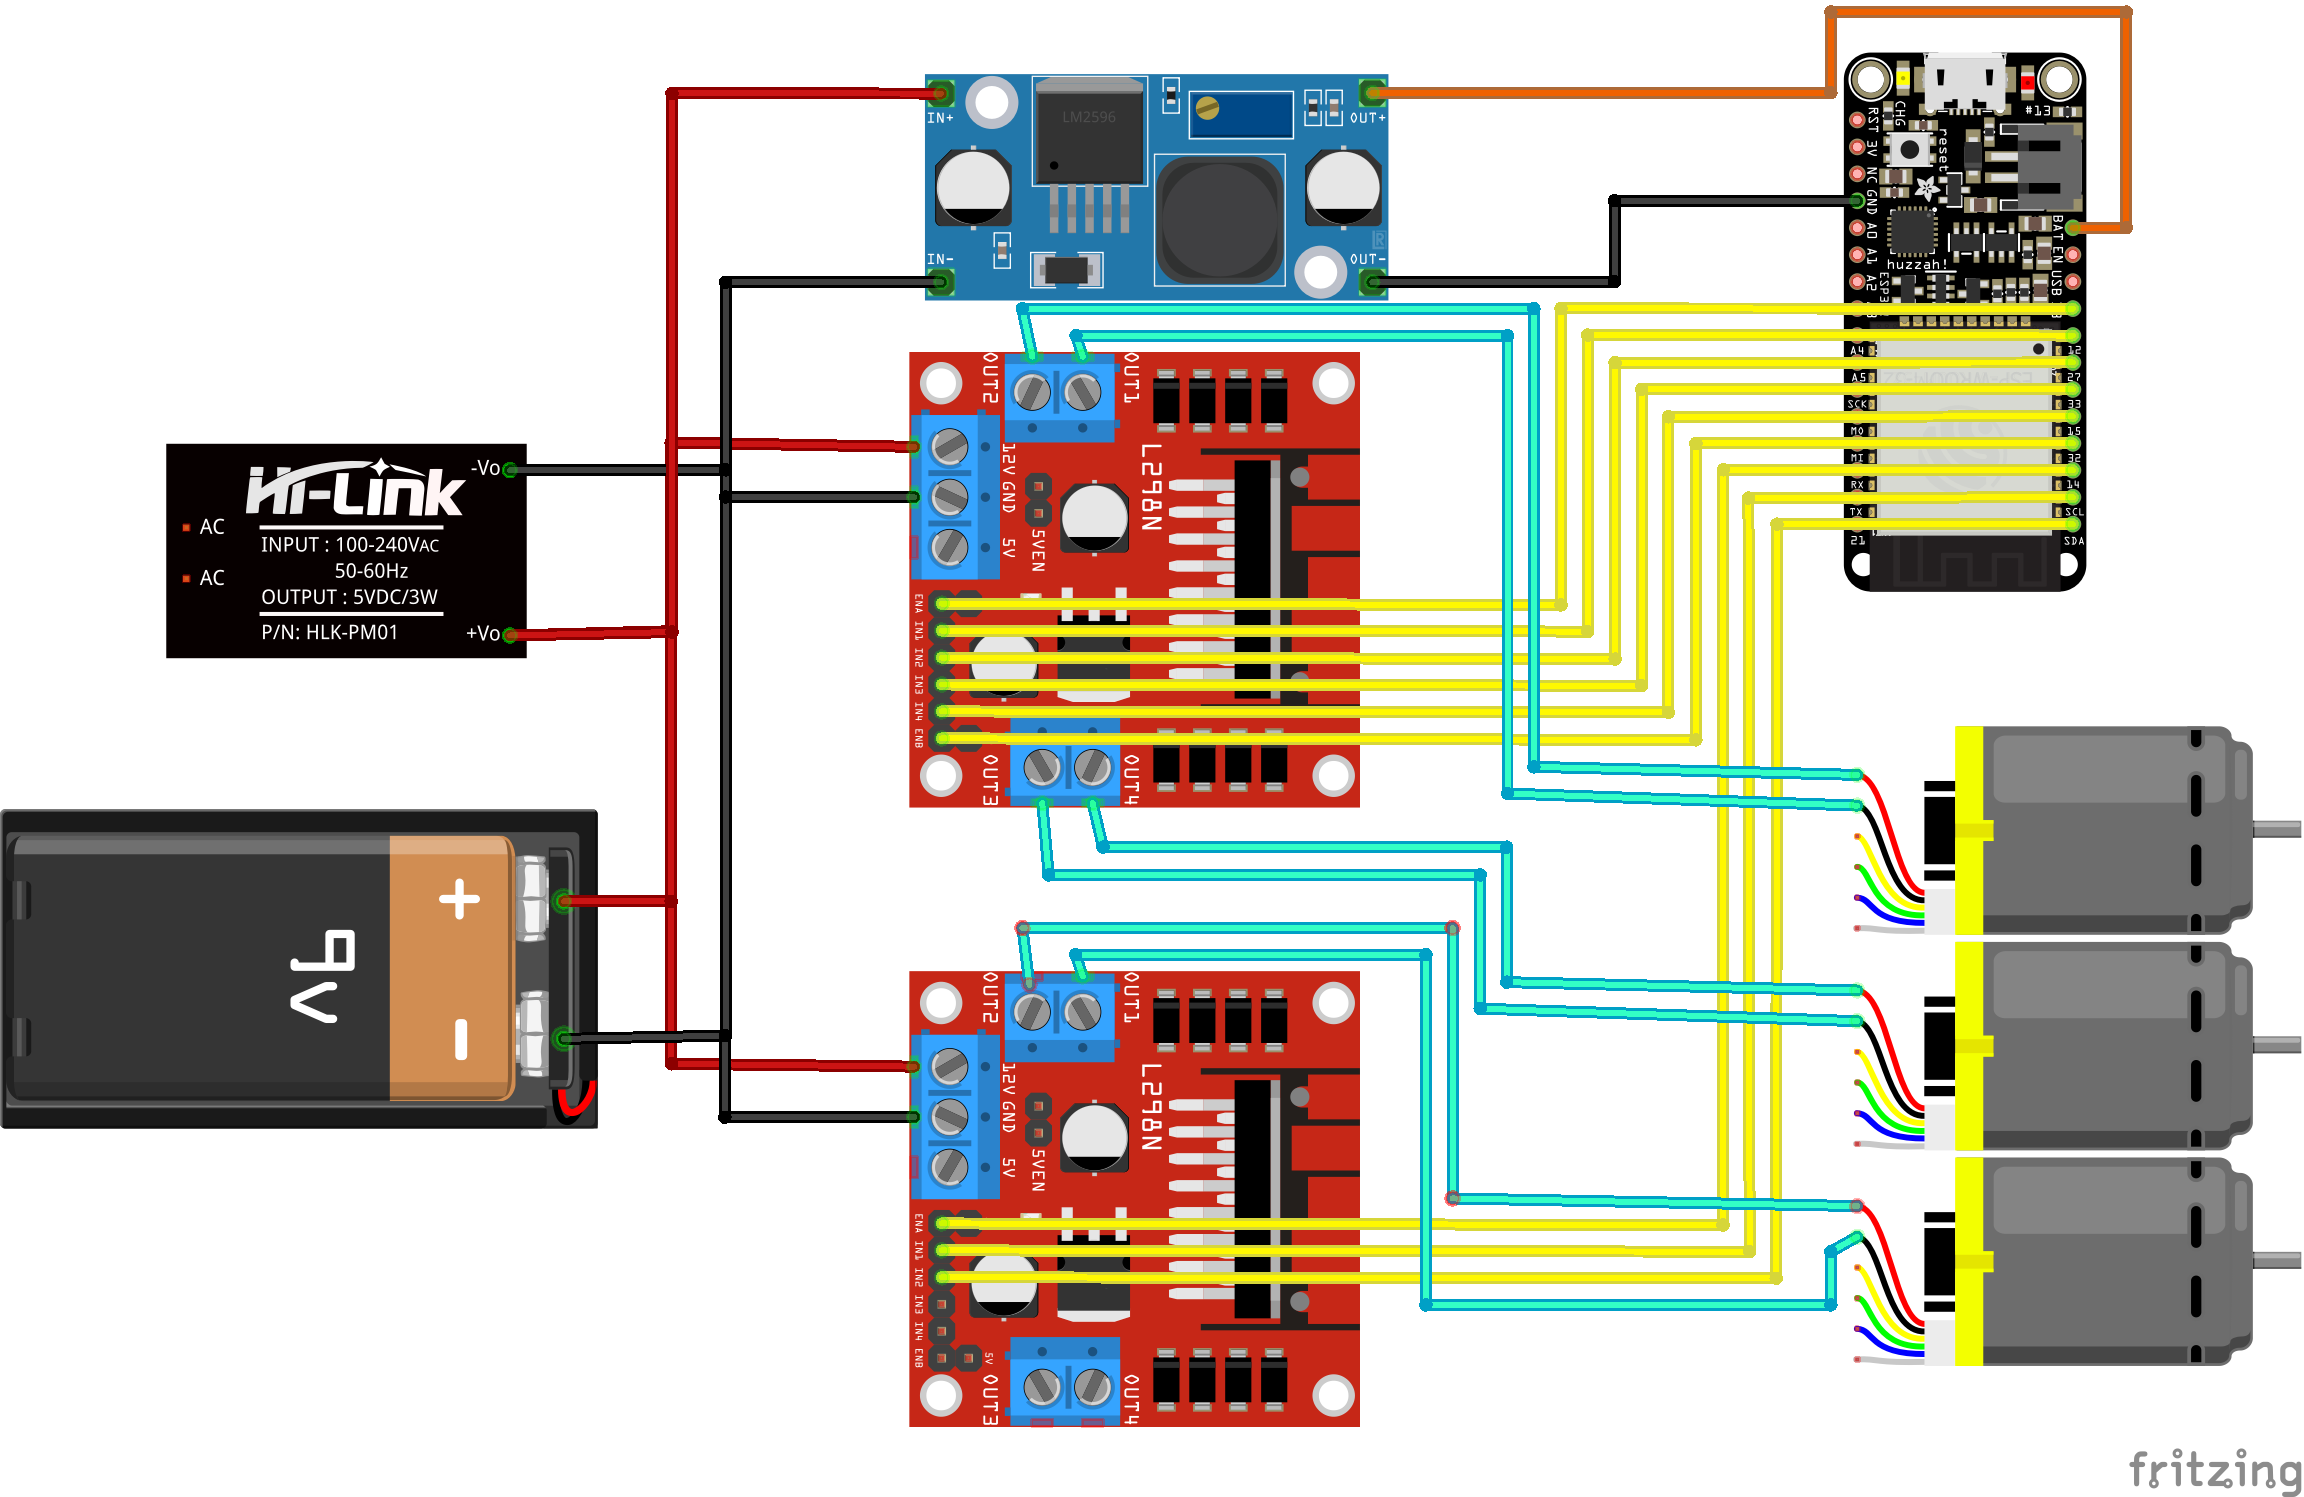 LM2596
IN+
OUT+
IN-
OUT-
R
#13
CHG
reset
RST
3V
NC
GND
A0
A1
A2
A4
A5
SCK
MO
MI
RX
TX
21
BAT
EN
USB
12
27
33
15
32
14
SCL
SDA
huzzah!
Hi-Link
-Vo
AC
INPUT : 100-240VAC
50-60Hz
AC
OUTPUT : 5VDC/3W
P/N: HLK-PM01
+Vo
OUT2
OUT1
12V
GND
5V
5VEN
L298N
ENA
IN1
IN2
IN3
IN4
ENB
OUT3
OUT4
+
9V
-
OUT2
OUT1
12V
GND
5V
5VEN
L298N
ENA
IN1
IN2
IN3
IN4
ENB
5V
OUT3
OUT4
fritzing